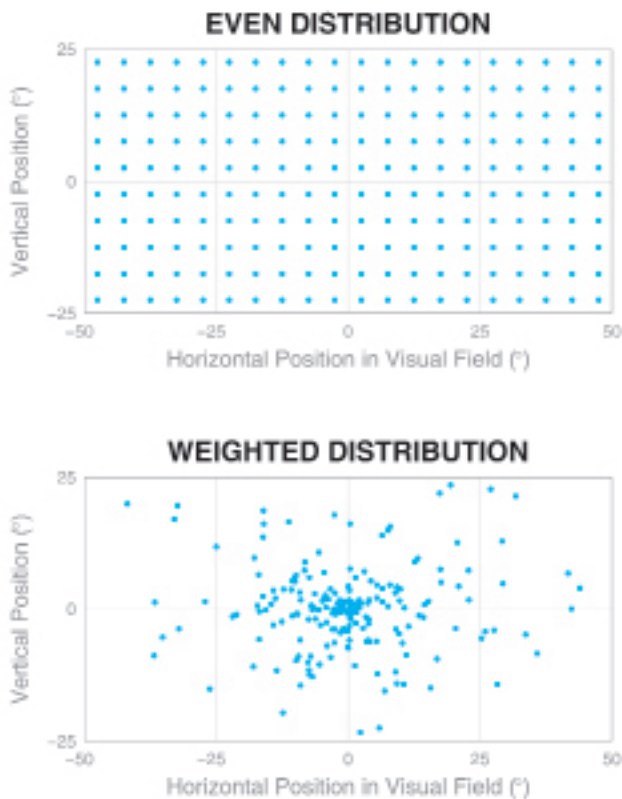 EVEN DISTRIBUTION
25
Vertical Position (°)
0
−25
−50 −25 0 25 50
Horizontal Position in Visual Field (°)
WEIGHTED DISTRIBUTION
25
Vertical Position (°)
0
−25
−50 −25 0 25 50
Horizontal Position in Visual Field (°)